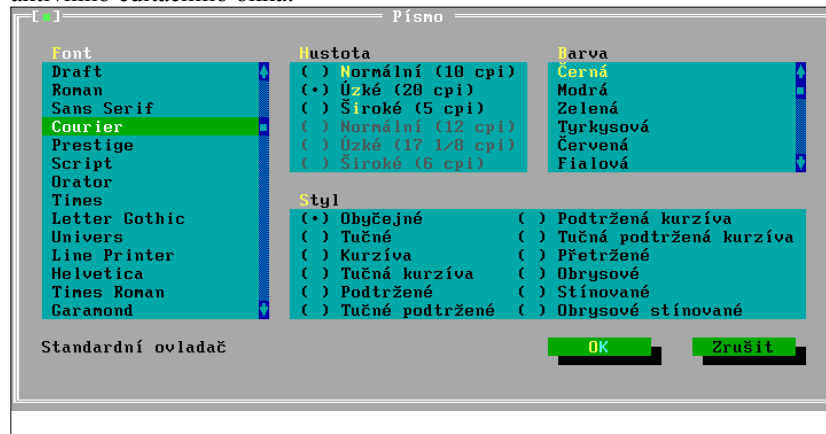 Písmo
Font
Draft
Roman
Sans Serif
Courier
Prestige
Script
Orator
Times
Letter Gothic
Univers
Line Printer
Helvetica
Times Roman
Garamond
Hustota
( ) Normální (10 cpi)
(•) Úzké (20 cpi)
( ) Široké (5 cpi)
( ) Normální (12 cpi)
( ) Úzké (17 1/8 cpi)
( ) Široké (6 cpi)
Barva
Černá
Modrá
Zelená
Tyrkysová
Červená
Fialová
Styl
(•) Obyčejné ( ) Podtržená kurzíva
( ) Tučné ( ) Tučná podtržená kurzíva
( ) Kurzíva ( ) Přetržené
( ) Tučná kurzíva ( ) Obrysové
( ) Podtržené ( ) Stínované
( ) Tučné podtržené ( ) Obrysové stínované
Standardní ovladač
OK Zrušit